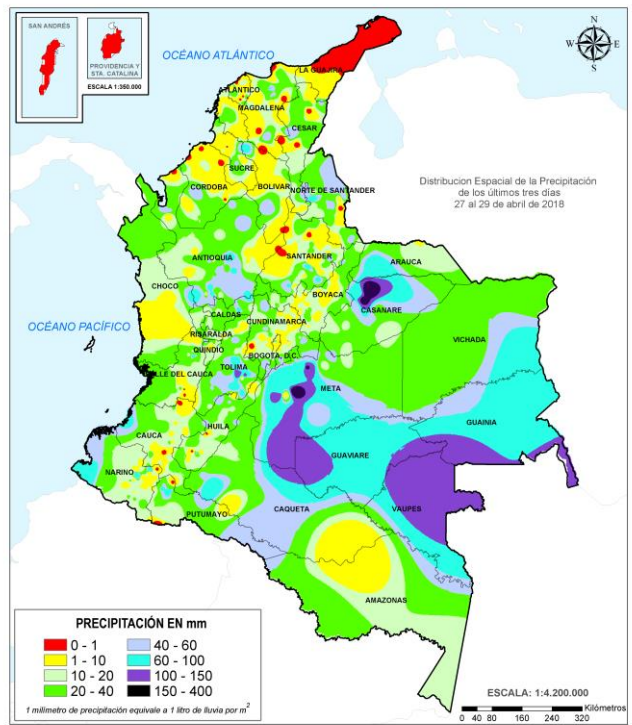 SAN ANDRÉS
PROVIDENCIA Y
STA. CATALINA
ESCALA 1:350.000
OCÉANO ATLÁNTICO
N
W E
S
LA GUAJIRA
ATLÁNTICO
MAGDALENA
CESAR
SUCRE
CORDOBA
BOLIVAR
NORTE DE SANTANDER
Distribucion Espacial de la Precipitación
de los últimos tres días
27 al 29 de abril de 2018
ANTIOQUIA
SANTANDER
ARAUCA
CHOCO
BOYACA
CASANARE
OCÉANO PACÍFICO
CALDAS
CUNDINAMARCA
RISARALDA
VICHADA
QUINDIO
BOGOTA, D.C.
TOLIMA
VALLE DEL CAUCA
META
GUAINIA
CAUCA
HUILA
GUAVIARE
NARINO
PUTUMAYO
CAQUETA
VAUPES
AMAZONAS
PRECIPITACIÓN EN mm
0 - 1 40 - 60
1 - 10 60 - 100
10 - 20 100 - 150
20 - 40 150 - 400
1 milimetro de precipitación equivale a 1 litro de lluvia por m²
ESCALA: 1:4.200.000
Kilómetros
0 40 80 160 240 320